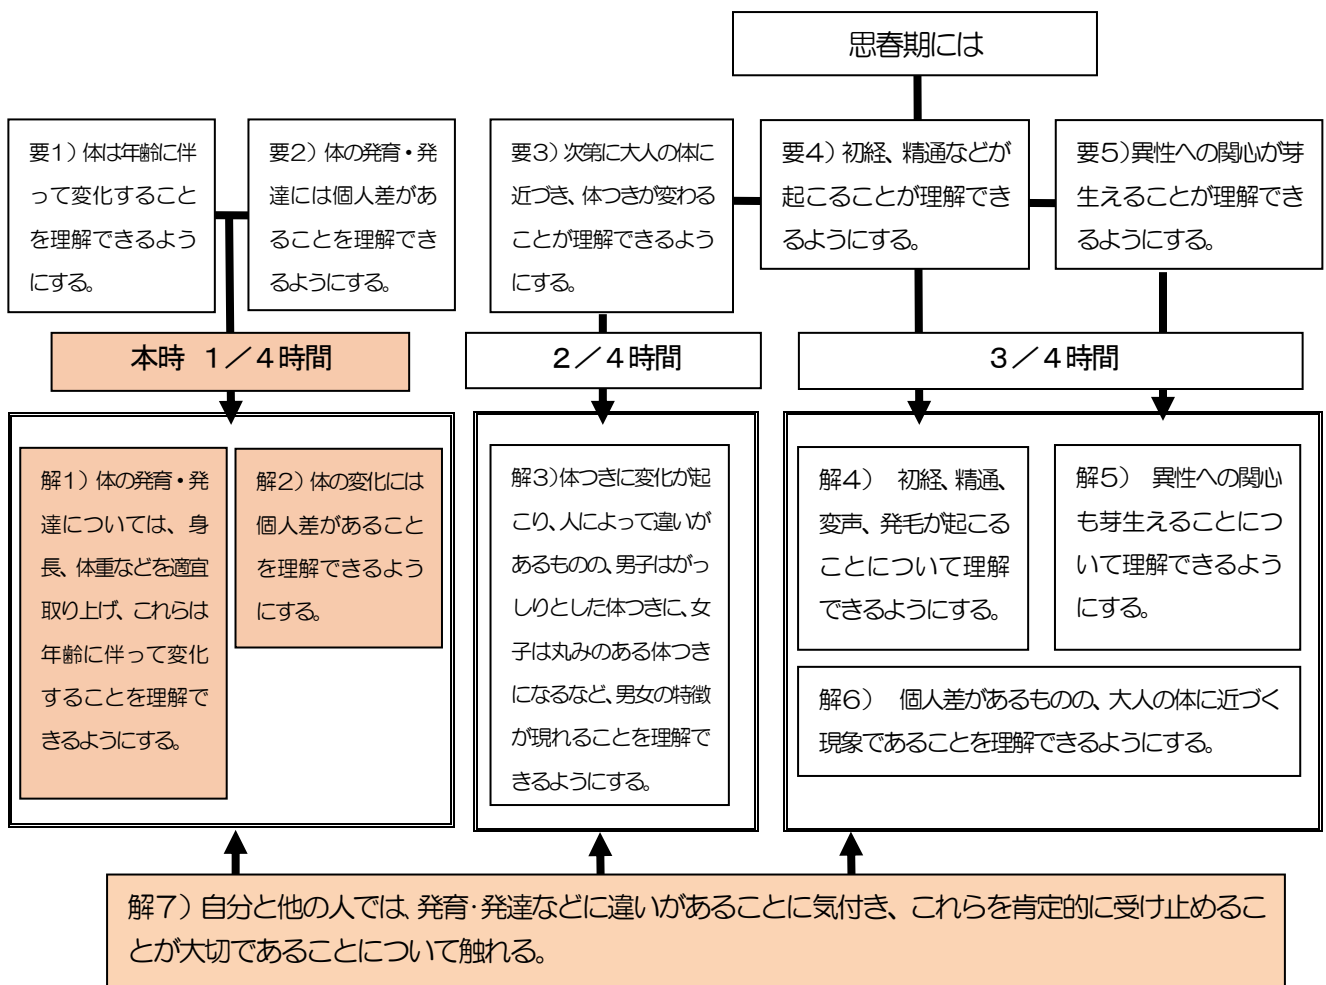 思春期には
要1）体は年齢に伴
って変化すること
を理解できるよう
にする。
要2）体の発育・発
達には個人差があ
ることを理解でき
るようにする。
要3）次第に大人の体に
近づき、体つきが変わる
ことが理解できるよう
にする。
要4）初経、精通などが
起こることが理解でき
るようにする。
要5）異性への関心が芽
生えることが理解でき
るようにする。
本時 1／4時間
2／4時間
3／4時間
解1）体の発育・発
達については、身
長、体重などを適宜
取り上げ、これらは
年齢に伴って変化
することを理解で
きるようにする。
解2）体の変化には
個人差があること
を理解できるよう
にする。
解3）体つきに変化が起
こり、人によって違いが
あるものの、男子はがっ
しりとした体つきに、女
子は丸みのある体つき
になるなど、男女の特徴
が現れることを理解で
きるようにする。
解4） 初経、精通、
変声、発毛が起こる
ことについて理解
できるようにする。
解5） 異性への関心
も芽生えることにつ
いて理解できるよう
にする。
解6） 個人差があるものの、大人の体に近づく
現象であることを理解できるようにする。
解7）自分と他の人では、発育・発達などに違いがあることに気付き、これらを肯定的に受け止めるこ
とが大切であることについて触れる。